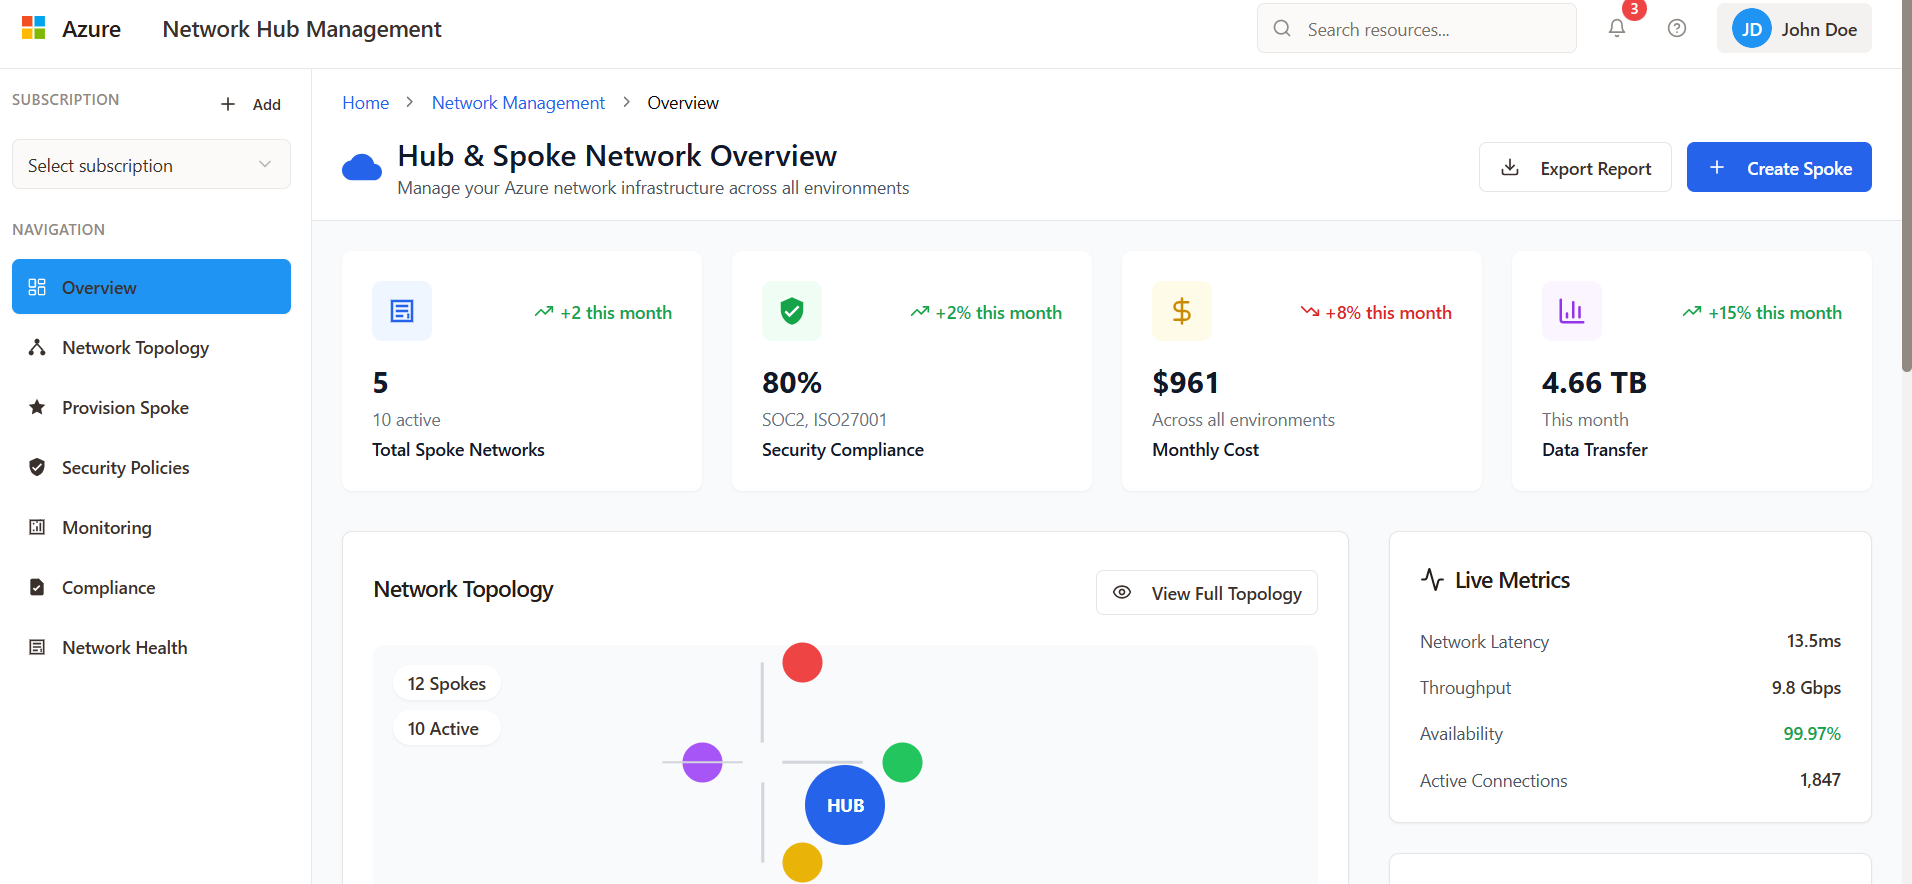 Azure
Network Hub Management
Search resources...
3
JD
John Doe
SUBSCRIPTION
Add
Select subscription
NAVIGATION
Overview
Network Topology
Provision Spoke
Security Policies
Monitoring
Compliance
Network Health
Home > Network Management > Overview
Hub & Spoke Network Overview
Manage your Azure network infrastructure across all environments
Export Report
Create Spoke
+2 this month
5
10 active
Total Spoke Networks
+2% this month
80%
SOC2, ISO27001
Security Compliance
+8% this month
$961
Across all environments
Monthly Cost
+15% this month
4.66 TB
This month
Data Transfer
Network Topology
View Full Topology
12 Spokes
10 Active
HUB
Live Metrics
Network Latency 13.5ms
Throughput 9.8 Gbps
Availability 99.97%
Active Connections 1,847